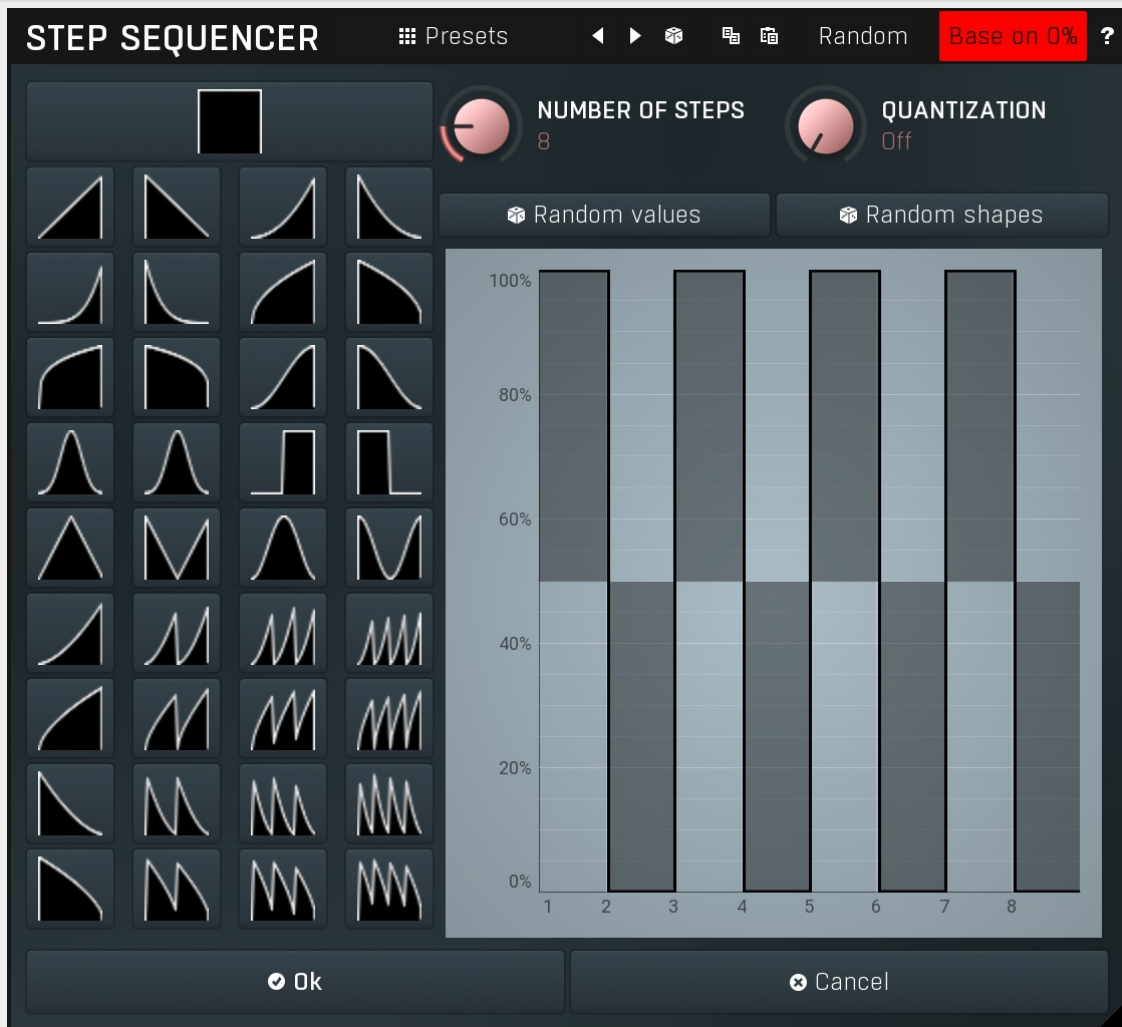 STEP SEQUENCER Presets Random Base on 0% ?
NUMBER OF STEPS
8
QUANTIZATION
Off
Random values
Random shapes
100%
80%
60%
40%
20%
0%
1 2 3 4 5 6 7 8
Ok
Cancel